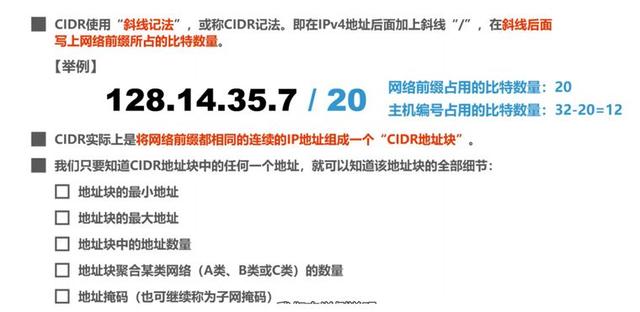 CIDR使用“斜线记法”，或称CIDR记法。即在IPv4地址后面加上斜线“/”，在斜线后面
写上网络前缀所占的比特数量。
【举例】
128.14.35.7 / 20
网络前缀占用的比特数量：20
主机编号占用的比特数量：32-20=12
CIDR实际上是将网络前缀都相同的连续的IP地址组成一个“CIDR地址块”。
我们只要知道CIDR地址块中的任何一个地址，就可以知道该地址块的全部细节：
地址块的最小地址
地址块的最大地址
地址块中的地址数量
地址块聚合某类网络（A类、B类或C类）的数量
地址掩码（也可继续称为子网掩码）